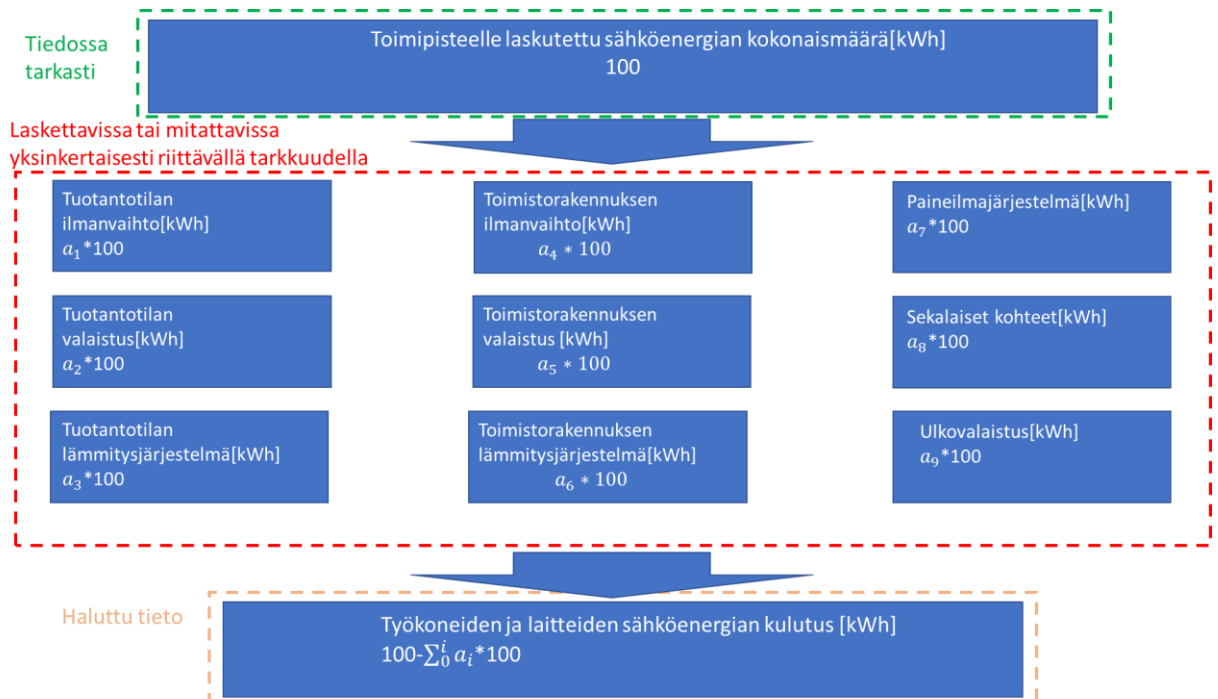 Tiedossa
tarkasti
Toimipisteelle laskutettu sähköenergian kokonaismäärä[kWh]
100
Laskettavissa tai mitattavissa
yksinkertaisesti riittävällä tarkkuudella
Tuotantotilan
ilmanvaihto[kWh]
a₁*100
Toimistorakennuksen
ilmanvaihto[kWh]
a₄ * 100
Paineilmajärjestelmä[kWh]
a₇*100
Tuotantotilan
valaistus[kWh]
a₂*100
Toimistorakennuksen
valaistus [kWh]
a₅ * 100
Sekalaiset kohteet[kWh]
a₈*100
Tuotantotilan
lämmitysjärjestelmä[kWh]
a₃*100
Toimistorakennuksen
lämmitysjärjestelmä[kWh]
a₆ * 100
Ulkovalaistus[kWh]
a₉*100
Haluttu tieto
Työkoneiden ja laitteiden sähköenergian kulutus [kWh]
100-∑₀ⁱ aᵢ*100